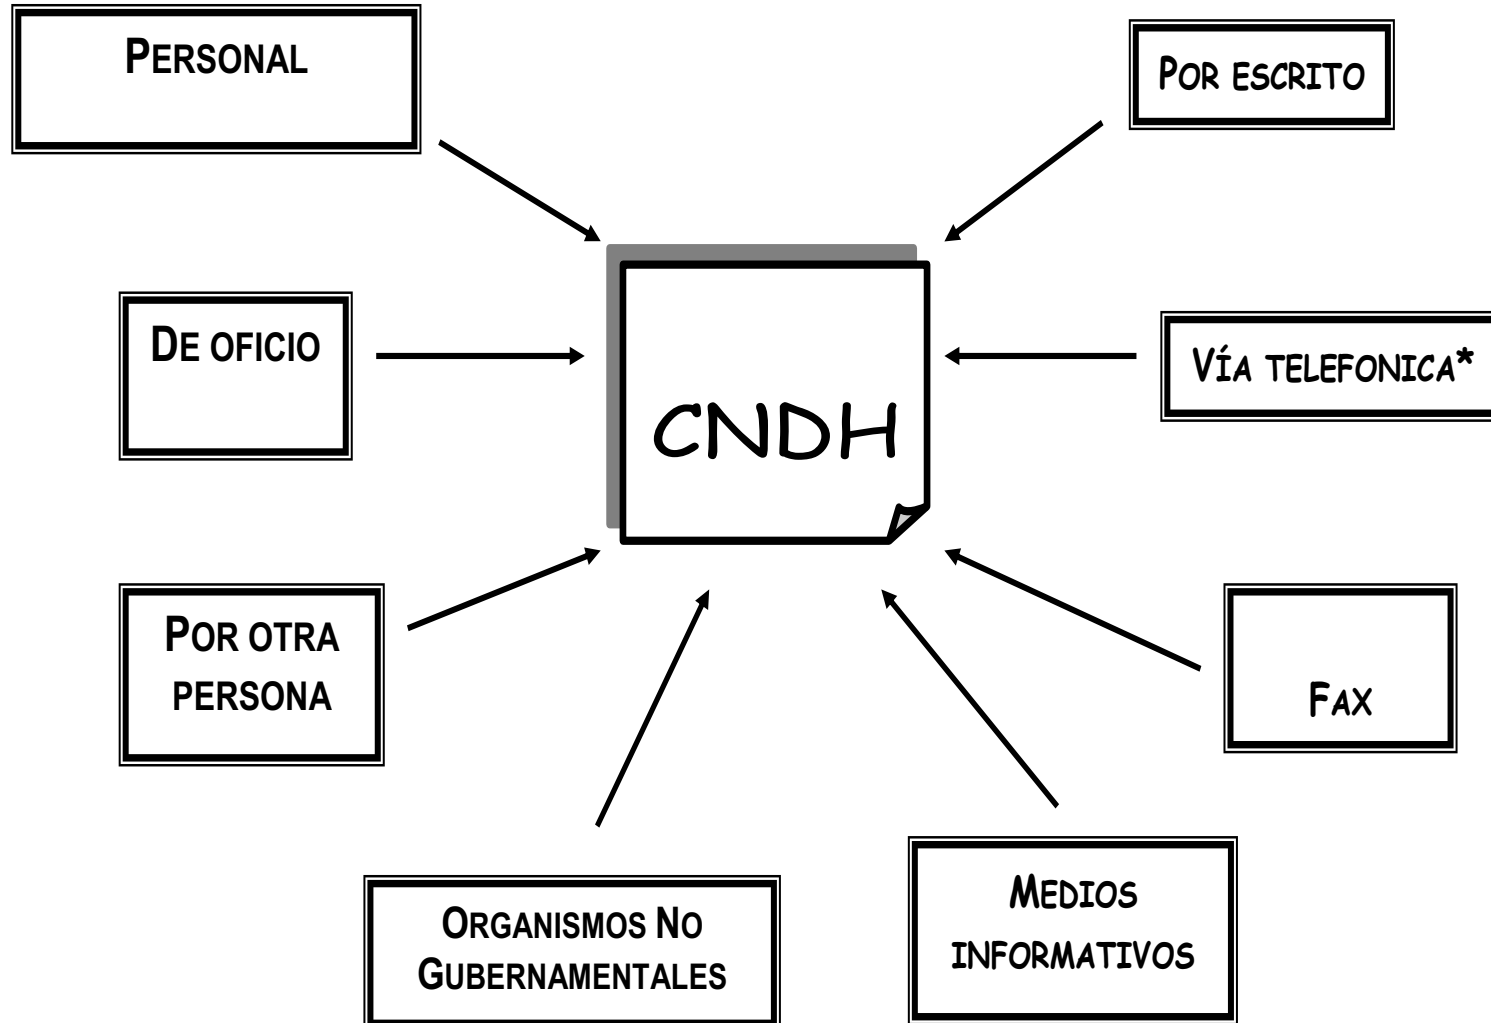 PERSONAL
POR ESCRITO
DE OFICIO
VÍA TELEFONICA*
CNDH
POR OTRA
PERSONA
FAX
ORGANISMOS NO
GUBERNAMENTALES
MEDIOS
INFORMATIVOS